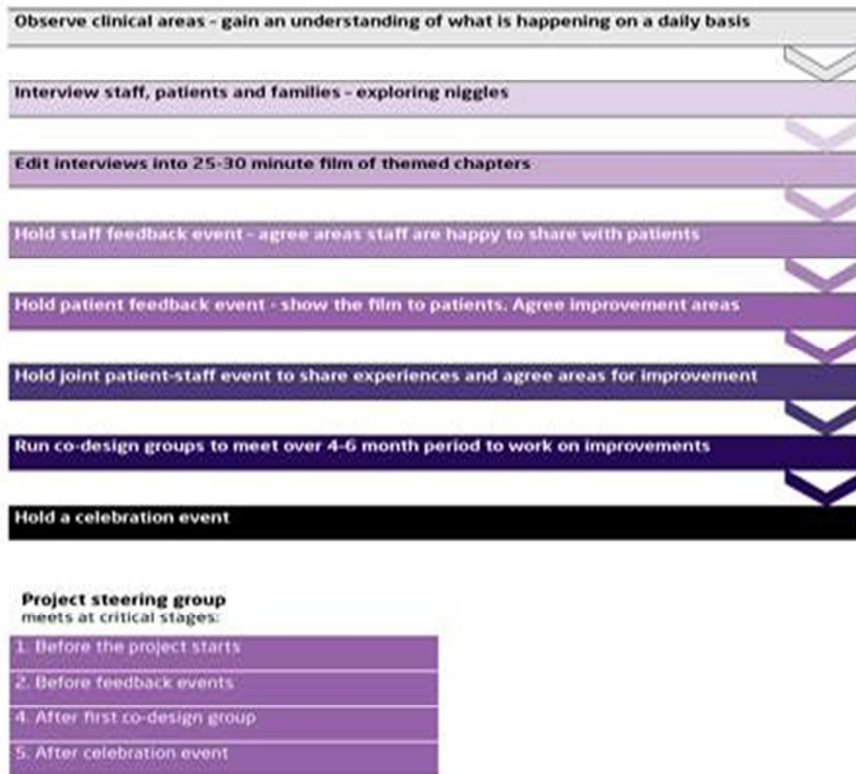 Observe clinical areas - gain an understanding of what is happening on a daily basis
Interview staff, patients and families - exploring niggles
Edit interviews into 25-30 minute film of themed chapters
Hold staff feedback event - agree areas staff are happy to share with patients
Hold patient feedback event - show the film to patients. Agree improvement areas
Hold joint patient-staff event to share experiences and agree areas for improvement
Run co-design groups to meet over 4-6 month period to work on improvements
Hold a celebration event
Project steering group
meets at critical stages:
1. Before the project starts
2. Before feedback events
4. After first co-design group
5. After celebration event